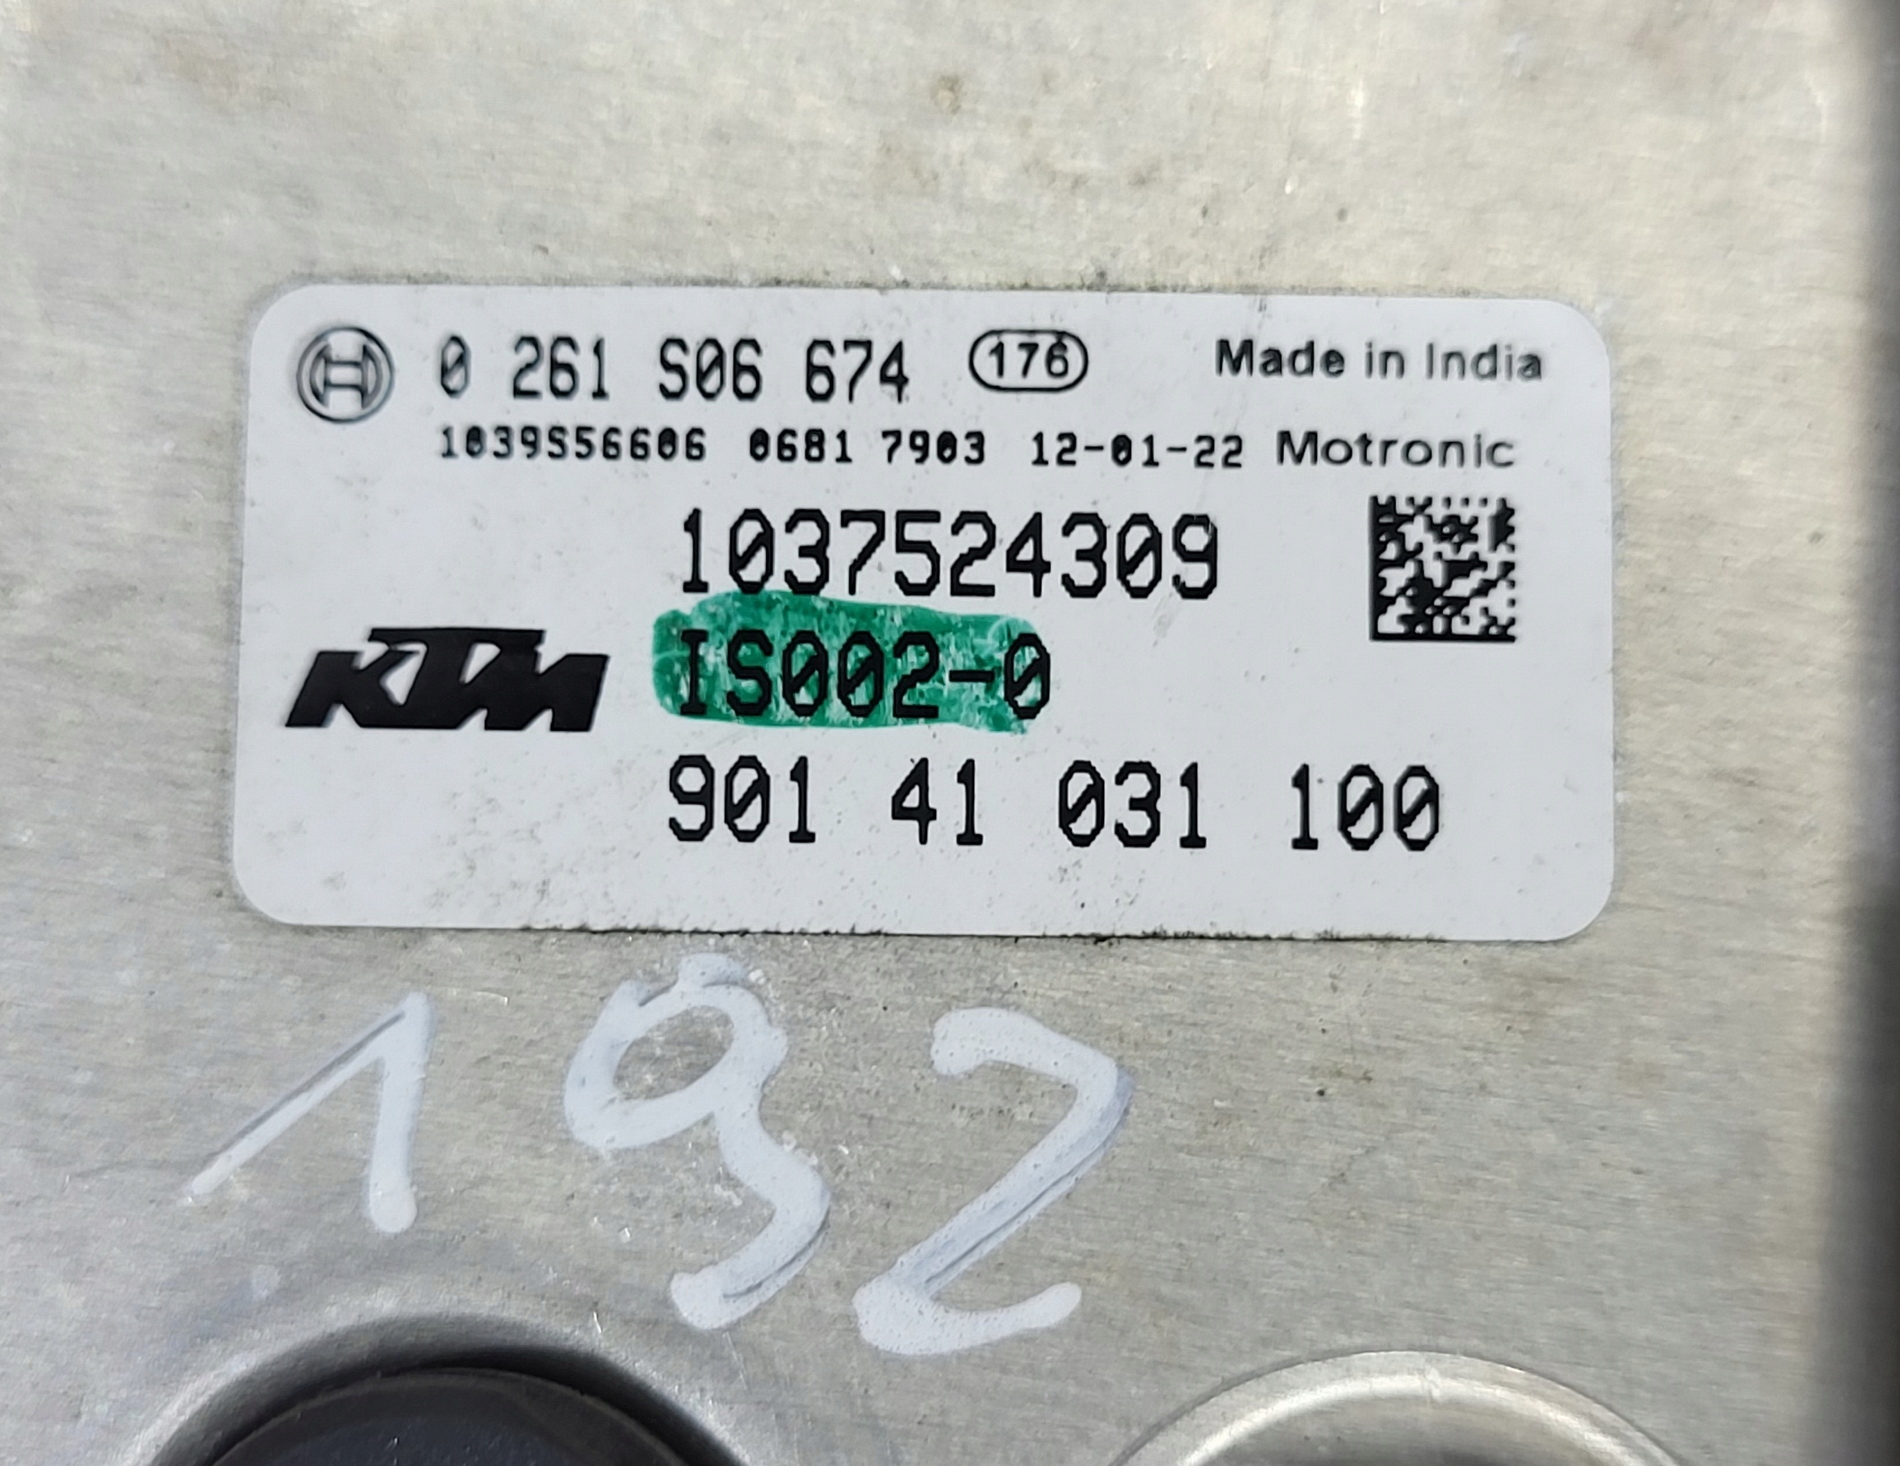 0 261 S06 674 176 Made in India
1039S56606 0681 7903 12-01-22 Motronic
1037524309
KTM IS002-0
901 41 031 100
192